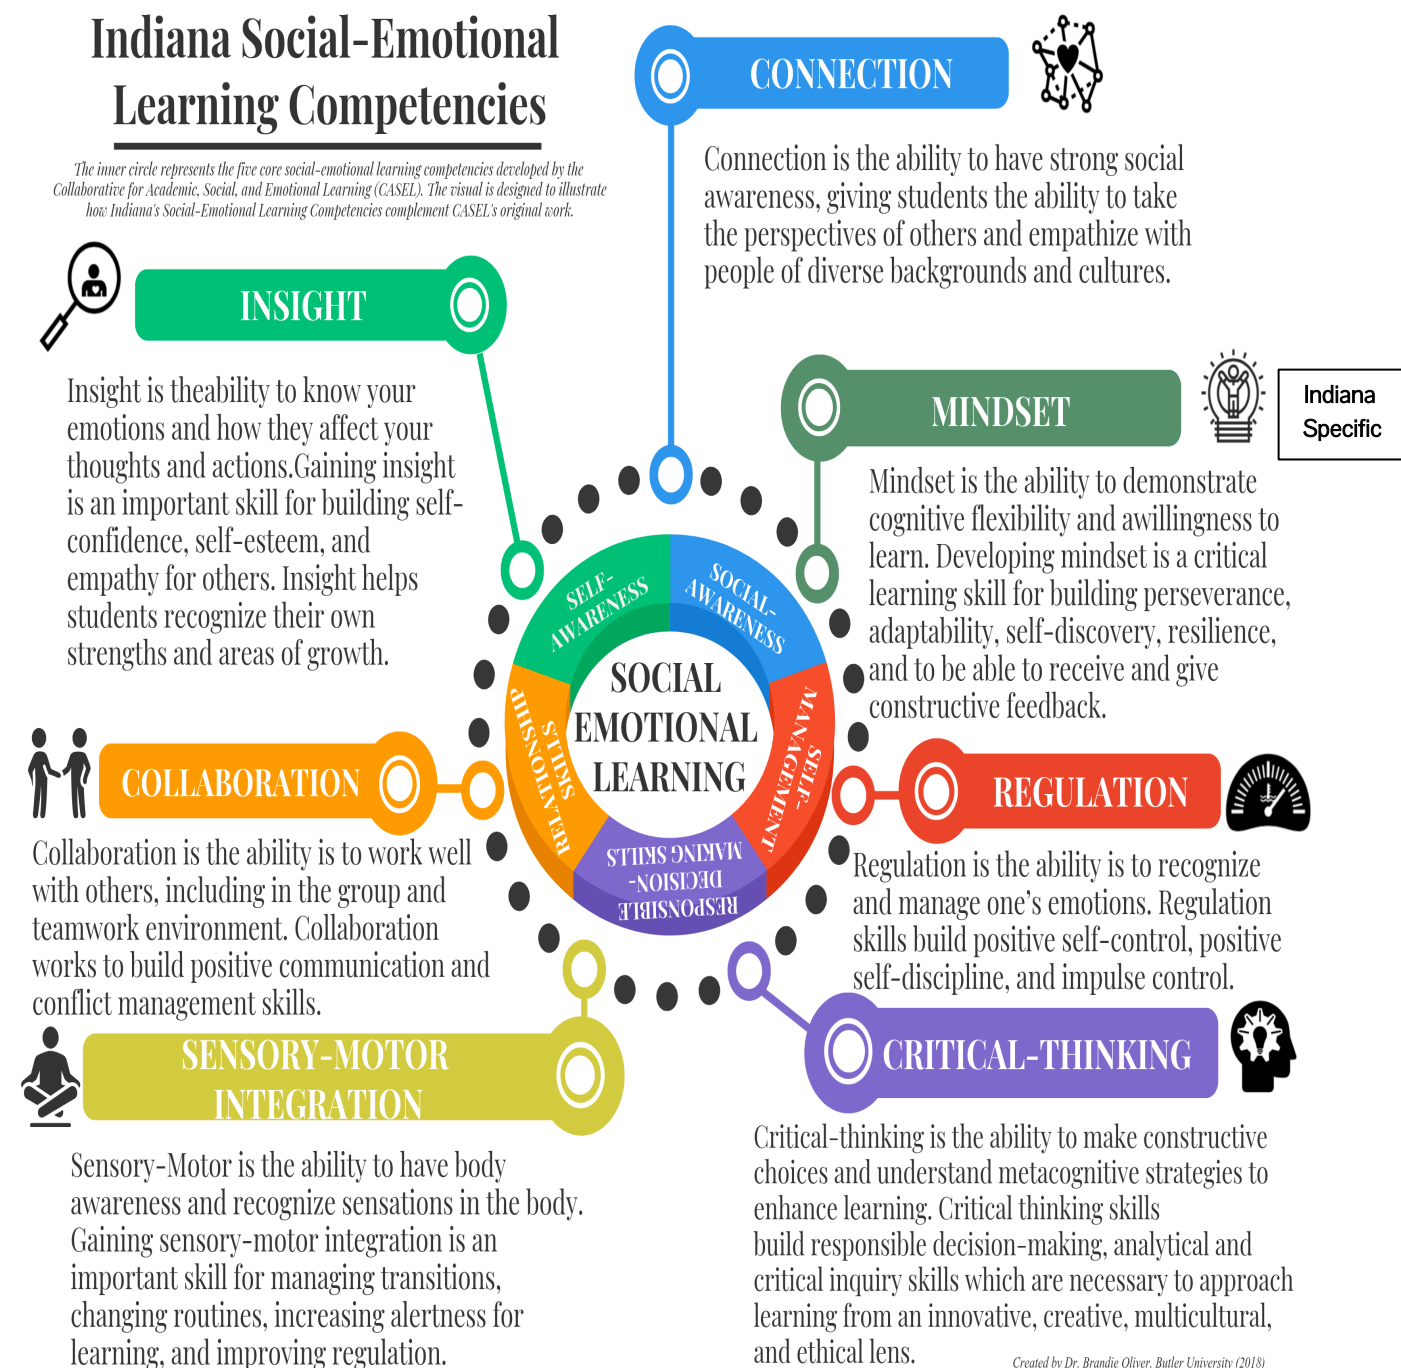 Indiana Social-Emotional
Learning Competencies
The inner circle represents the five core social-emotional learning competencies developed by the
Collaborative for Academic, Social, and Emotional Learning (CASEL). The visual is designed to illustrate
how Indiana's Social-Emotional Learning Competencies complement CASEL's original work.
CONNECTION
Connection is the ability to have strong social
awareness, giving students the ability to take
the perspectives of others and empathize with
people of diverse backgrounds and cultures.
INSIGHT
Insight is theability to know your
emotions and how they affect your
thoughts and actions.Gaining insight
is an important skill for building self-
confidence, self-esteem, and
empathy for others. Insight helps
students recognize their own
strengths and areas of growth.
MINDSET
Indiana
Specific
Mindset is the ability to demonstrate
cognitive flexibility and awillingness to
learn. Developing mindset is a critical
learning skill for building perseverance,
adaptability, self-discovery, resilience,
and to be able to receive and give
constructive feedback.
SELF-
AWARENESS
SOCIAL-
AWARENESS
SELF-
MANAGEMENT
RESPONSIBLE
DECISION-
MAKING SKILLS
RELATIONSHIP
SKILLS
SOCIAL
EMOTIONAL
LEARNING
COLLABORATION
Collaboration is the ability is to work well
with others, including in the group and
teamwork environment. Collaboration
works to build positive communication and
conflict management skills.
REGULATION
Regulation is the ability is to recognize
and manage one’s emotions. Regulation
skills build positive self-control, positive
self-discipline, and impulse control.
SENSORY-MOTOR
INTEGRATION
Sensory-Motor is the ability to have body
awareness and recognize sensations in the body.
Gaining sensory-motor integration is an
important skill for managing transitions,
changing routines, increasing alertness for
learning, and improving regulation.
CRITICAL-THINKING
Critical-thinking is the ability to make constructive
choices and understand metacognitive strategies to
enhance learning. Critical thinking skills
build responsible decision-making, analytical and
critical inquiry skills which are necessary to approach
learning from an innovative, creative, multicultural,
and ethical lens.
Created by Dr. Brandie Oliver, Butler University (2018)